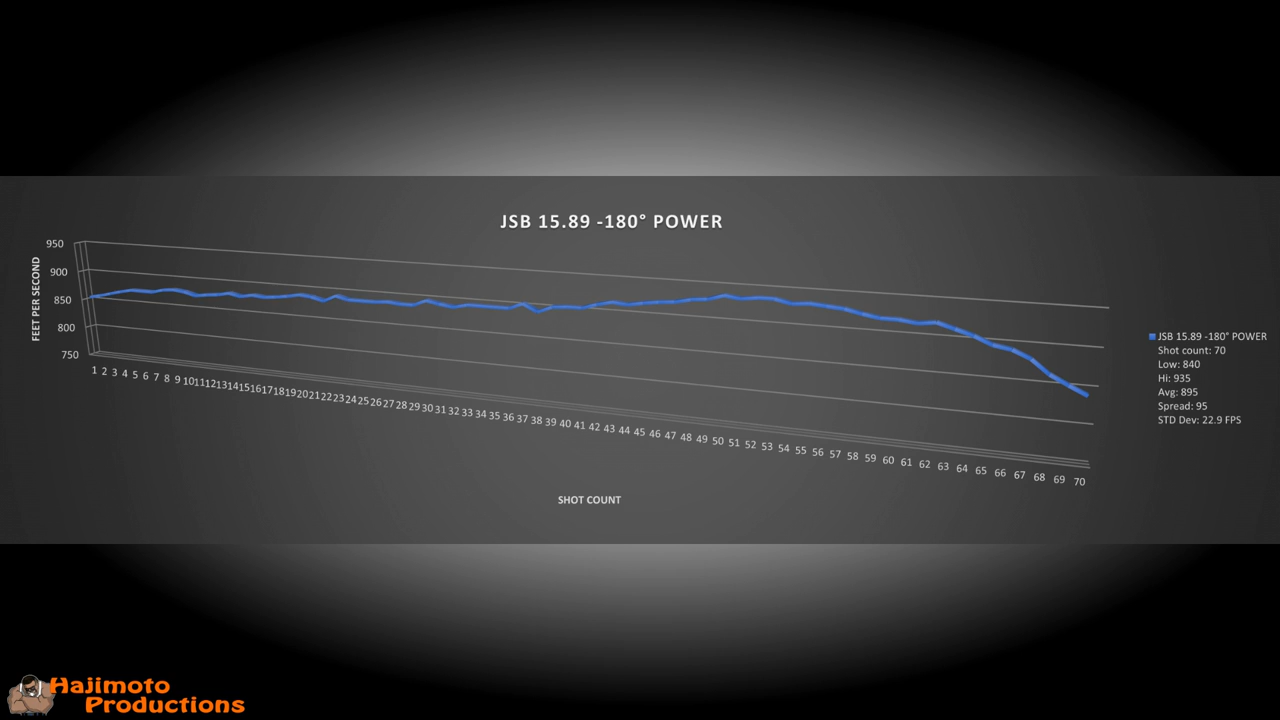 JSB 15.89 -180° POWER
950
900
850
800
750
FEET PER SECOND
1 2 3 4 5 6 7 8 9 10 11 12 13 14 15 16 17 18 19 20 21 22 23 24 25 26 27 28 29 30 31 32 33 34 35 36 37 38 39 40 41 42 43 44 45 46 47 48 49 50 51 52 53 54 55 56 57 58 59 60 61 62 63 64 65 66 67 68 69 70
SHOT COUNT
JSB 15.89 -180° POWER
Shot count: 70
Low: 840
Hi: 935
Avg: 895
Spread: 95
STD Dev: 22.9 FPS
Hajimoto
Productions